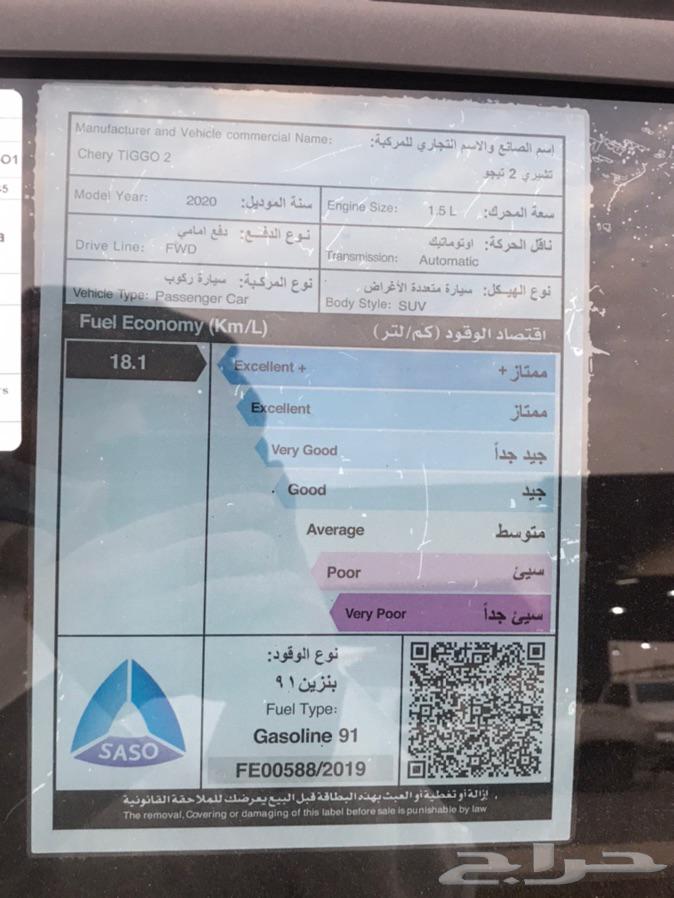 Manufacturer and Vehicle commercial Name: إسم الصانع والاسم التجاري للمركبة:
Chery TIGGO 2 تشيري 2 تيجو
Model Year: 2020 سنة الموديل: Engine Size: 1.5 L سعة المحرك:
Drive Line: FWD نوع الدفع: دفع امامي
Transmission: Automatic ناقل الحركة: اوتوماتيك
Vehicle Type: Passenger Car نوع المركبة: سيارة ركوب
Body Style: SUV نوع الهيكل: سيارة متعددة الأغراض
Fuel Economy (Km/L) اقتصاد الوقود (كم/لتر)
18.1
Excellent + ممتاز +
Excellent ممتاز
Very Good جيد جداً
Good جيد
Average متوسط
Poor سيئ
Very Poor سيئ جداً
SASO
نوع الوقود:
بنزين ٩١
Fuel Type:
Gasoline 91
FE00588/2019
إزالة أو تغطية أو العبث بهذه البطاقة قبل البيع يعرضك للملاحقة القانونية.
The removal, Covering or damaging of this label before sale is punishable by law
حراج